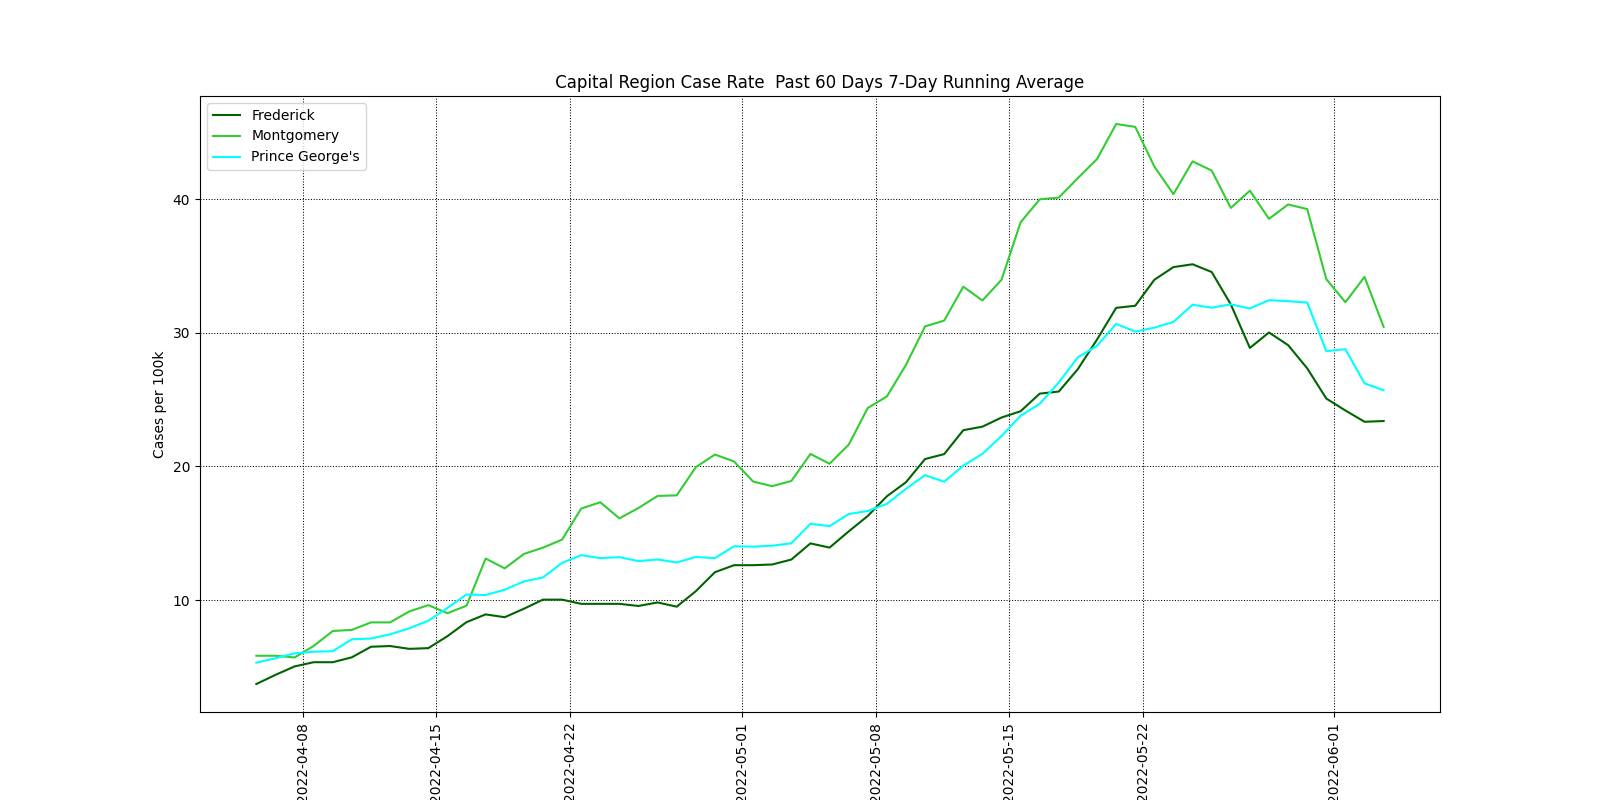 Capital Region Case Rate  Past 60 Days 7-Day Running Average
Frederick
Montgomery
Prince George's
40
30
20
10
Cases per 100k
2022-04-08
2022-04-15
2022-04-22
2022-05-01
2022-05-08
2022-05-15
2022-05-22
2022-06-01